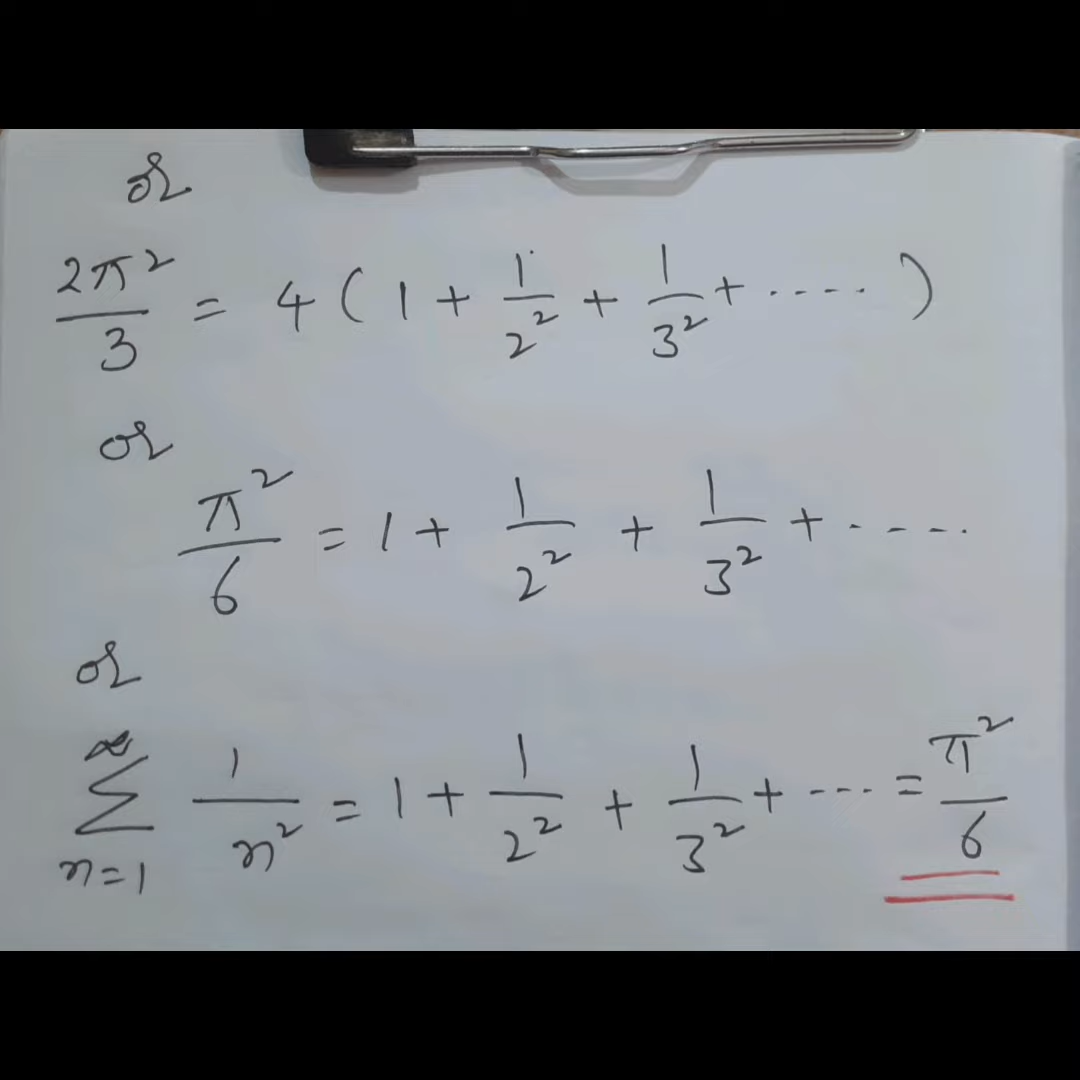 or
2π²/3 = 4 ( 1 + 1/2² + 1/3² + ····· )
or
π²/6 = 1 + 1/2² + 1/3² + ·----·
or
∞∑n=1 1/n² = 1 + 1/2² + 1/3² + ···· = π²/6